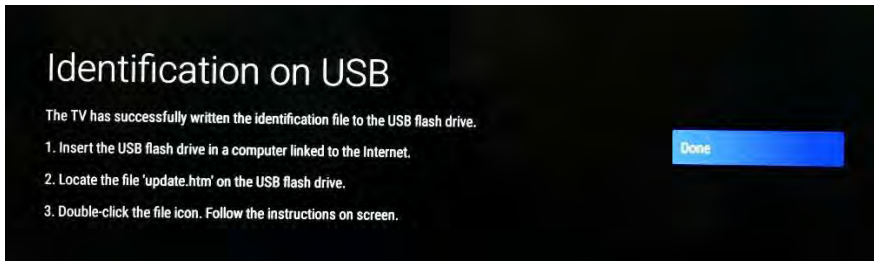 Identification on USB
The TV has successfully written the identification file to the USB flash drive.
1. Insert the USB flash drive in a computer linked to the Internet.
Done
2. Locate the file 'update.htm' on the USB flash drive.
3. Double-click the file icon. Follow the instructions on screen.